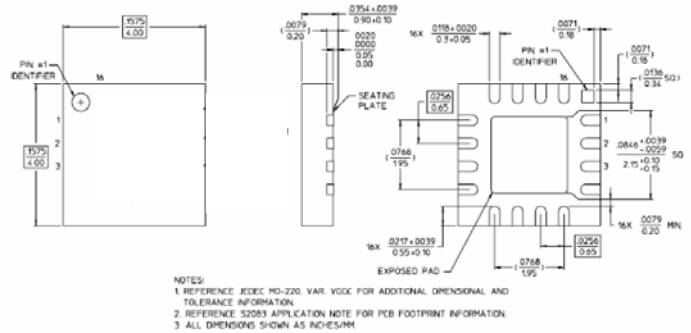 .1575
4.00
PIN #1
IDENTIFIER
16
1
2
3
.1575
4.00
.0354±.0039
0.90±0.10
(.0079
0.20)
.0020
.0000
0.05
0.00
SEATING
PLATE
16X .0118±.0020
0.3±0.05
(.0071
0.18)
PIN #1
IDENTIFIER
16
(.0071
0.18)
(.0136
0.34) SQ.
.0256
0.65
(.0768
1.95)
1
2
3
.0846+.0039
-.0059
2.15+0.10
-0.15
SQ.
16X .0079
0.20 MIN.
16X .0217±.0039
0.55±0.10
.0256
0.65
(.0768
1.95)
EXPOSED PAD
NOTES:
1. REFERENCE JEDEC MO-220, VAR. VGGC FOR ADDITIONAL DIMENSIONAL AND
TOLERANCE INFORMATION.
2. REFERENCE S2083 APPLICATION NOTE FOR PCB FOOTPRINT INFORMATION.
3 ALL DIMENSIONS SHOWN AS INCHES/MM.